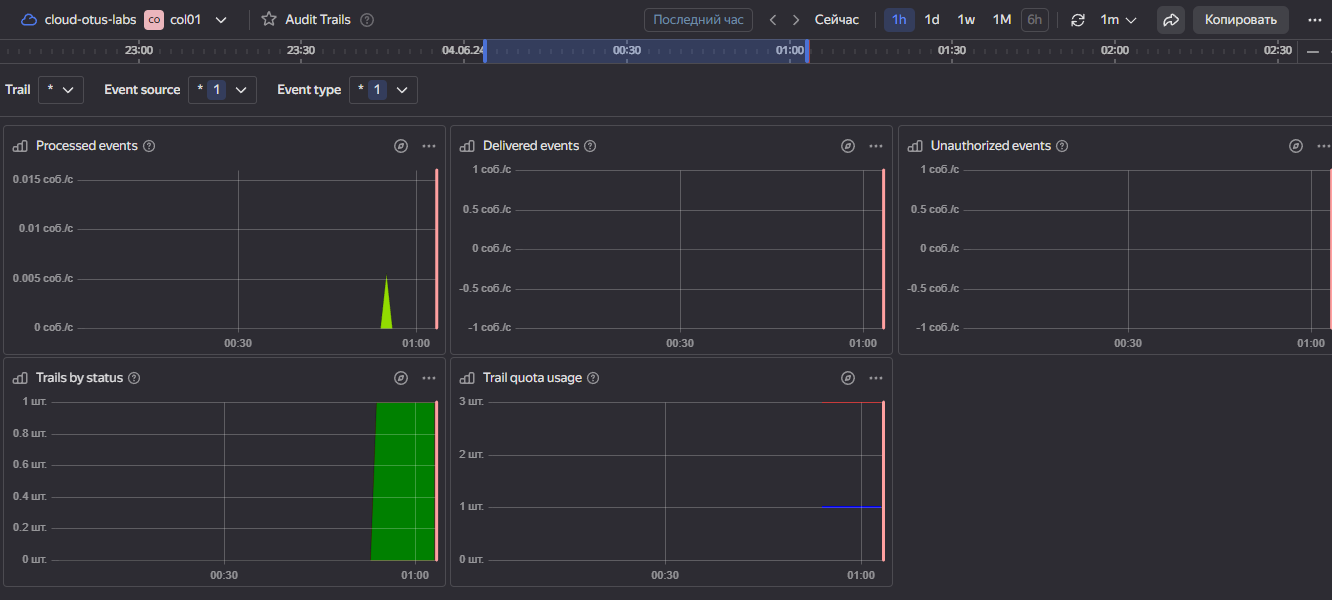 cloud-otus-labs co col01 Audit Trails Последний час Сейчас 1h 1d 1w 1M 6h 1m Копировать
23:00 23:30 04.06.24 00:30 01:00 01:30 02:00 02:30
Trail * Event source * 1 Event type * 1
Processed events
0.015 соб./с
0.01 соб./с
0.005 соб./с
0 соб./с
00:30 01:00
Delivered events
1 соб./с
0.5 соб./с
0 соб./с
-0.5 соб./с
-1 соб./с
00:30 01:00
Unauthorized events
1 соб./с
0.5 соб./с
0 соб./с
-0.5 соб./с
-1 соб./с
00:30 01:00
Trails by status
1 шт.
0.8 шт.
0.6 шт.
0.4 шт.
0.2 шт.
0 шт.
00:30 01:00
Trail quota usage
3 шт.
2 шт.
1 шт.
0 шт.
00:30 01:00